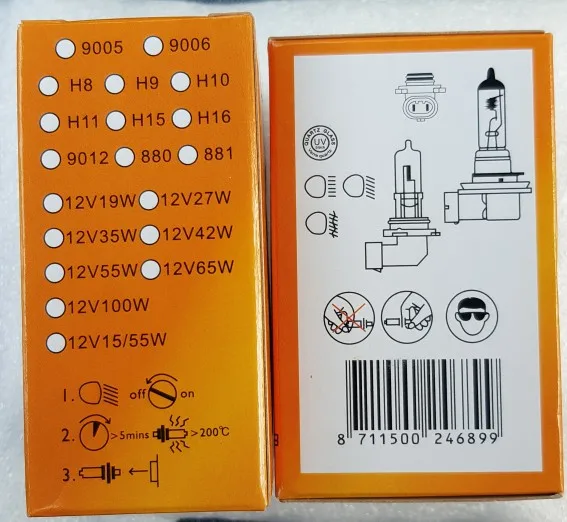 9005 9006
H8 H9 H10
H11 H15 H16
9012 880 881
12V19W 12V27W
12V35W 12V42W
12V55W 12V65W
12V100W
12V15/55W
1. off on
2. >5mins >200℃
3.
QUARTZ GLASS
UV
8 711500 246899